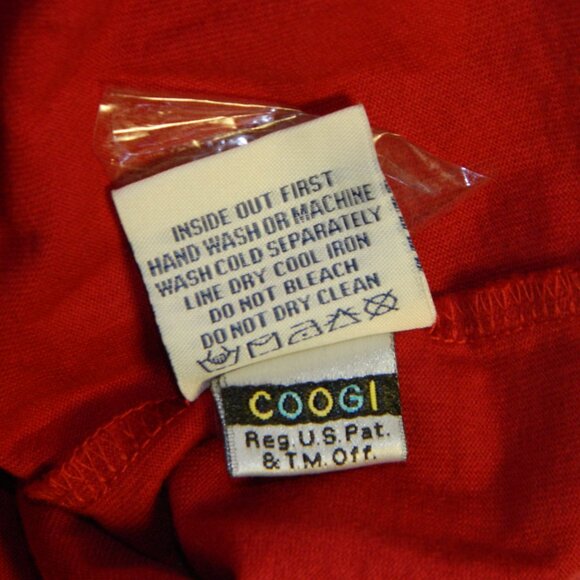 INSIDE OUT FIRST
HAND WASH OR MACHINE
WASH COLD SEPARATELY
LINE DRY COOL IRON
DO NOT BLEACH
DO NOT DRY CLEAN
COOGI
Reg.U.S.Pat.
& T.M. Off.